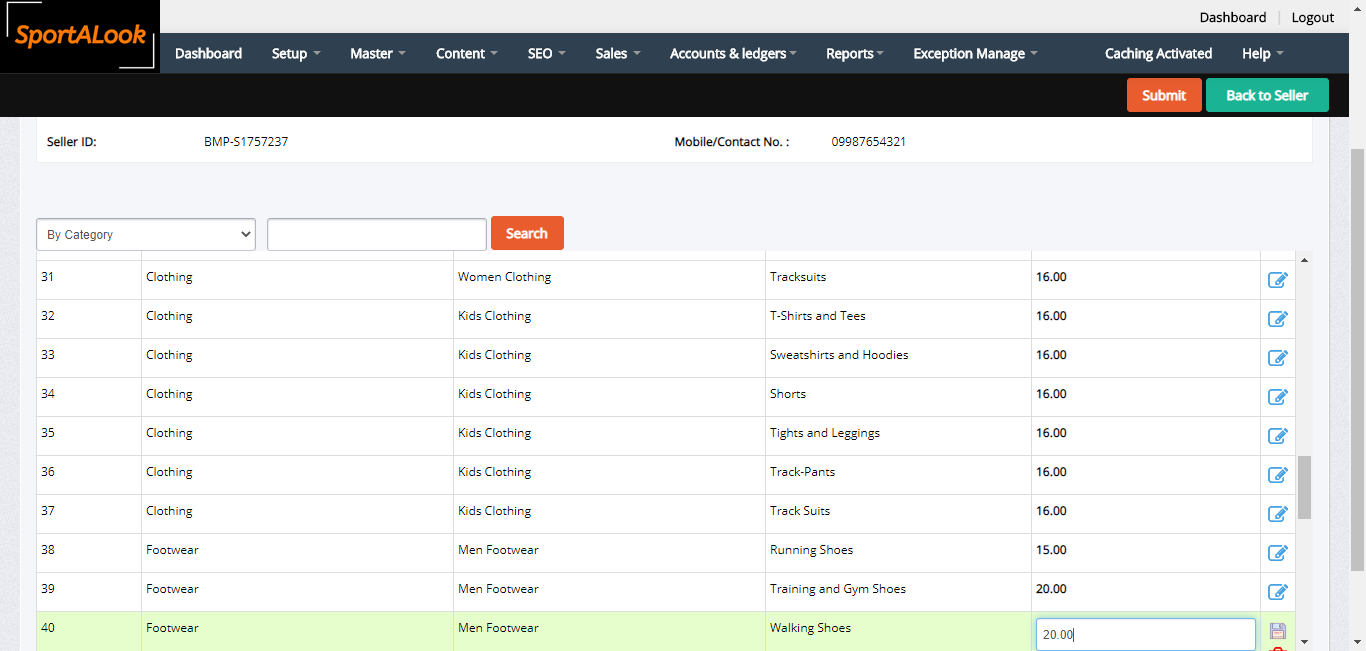 Dashboard | Logout
SportALook
Dashboard Setup Master Content SEO Sales Accounts & ledgers Reports Exception Manage Caching Activated Help
Submit Back to Seller
Seller ID: BMP-S1757237 Mobile/Contact No. : 09987654321
By Category Search
31 Clothing Women Clothing Tracksuits 16.00
32 Clothing Kids Clothing T-Shirts and Tees 16.00
33 Clothing Kids Clothing Sweatshirts and Hoodies 16.00
34 Clothing Kids Clothing Shorts 16.00
35 Clothing Kids Clothing Tights and Leggings 16.00
36 Clothing Kids Clothing Track-Pants 16.00
37 Clothing Kids Clothing Track Suits 16.00
38 Footwear Men Footwear Running Shoes 15.00
39 Footwear Men Footwear Training and Gym Shoes 20.00
40 Footwear Men Footwear Walking Shoes 20.00